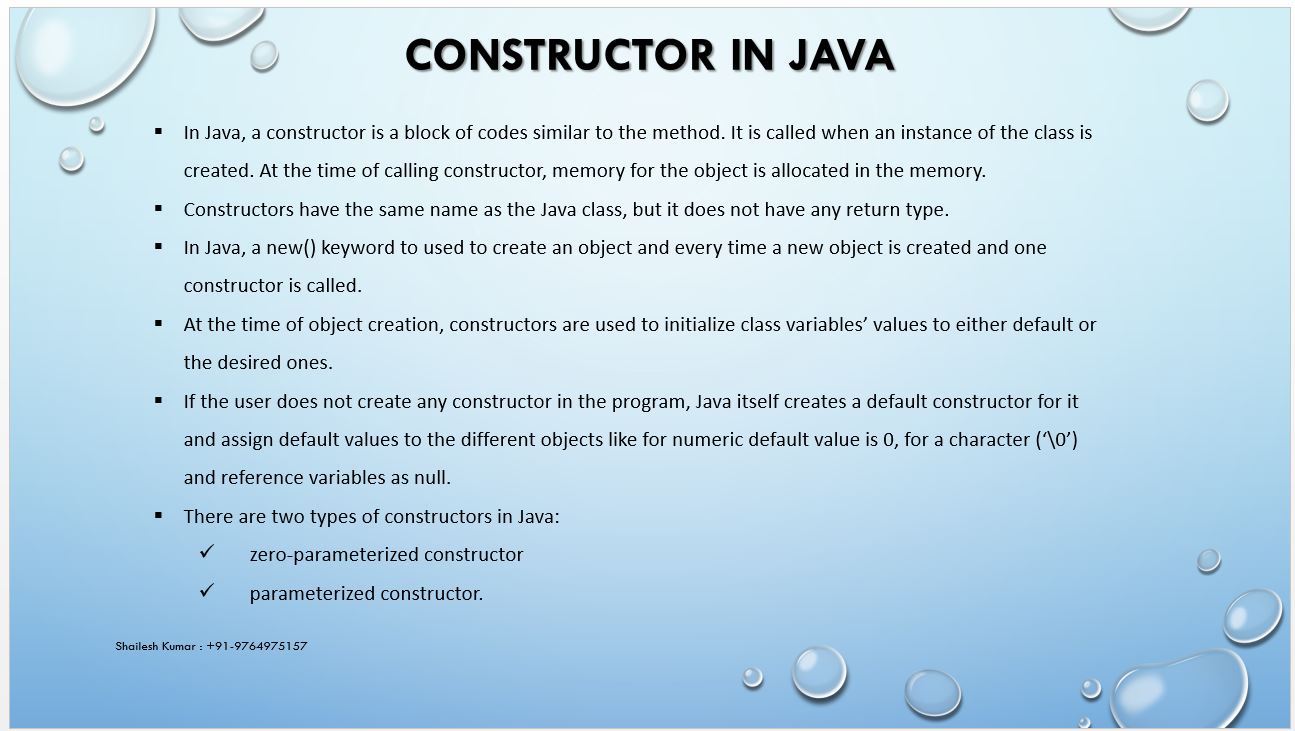 CONSTRUCTOR IN JAVA
▪ In Java, a constructor is a block of codes similar to the method. It is called when an instance of the class is
created. At the time of calling constructor, memory for the object is allocated in the memory.
▪ Constructors have the same name as the Java class, but it does not have any return type.
▪ In Java, a new() keyword to used to create an object and every time a new object is created and one
constructor is called.
▪ At the time of object creation, constructors are used to initialize class variables’ values to either default or
the desired ones.
▪ If the user does not create any constructor in the program, Java itself creates a default constructor for it
and assign default values to the different objects like for numeric default value is 0, for a character (‘\0’)
and reference variables as null.
▪ There are two types of constructors in Java:
✓ zero-parameterized constructor
✓ parameterized constructor.
Shailesh Kumar : +91-9764975157